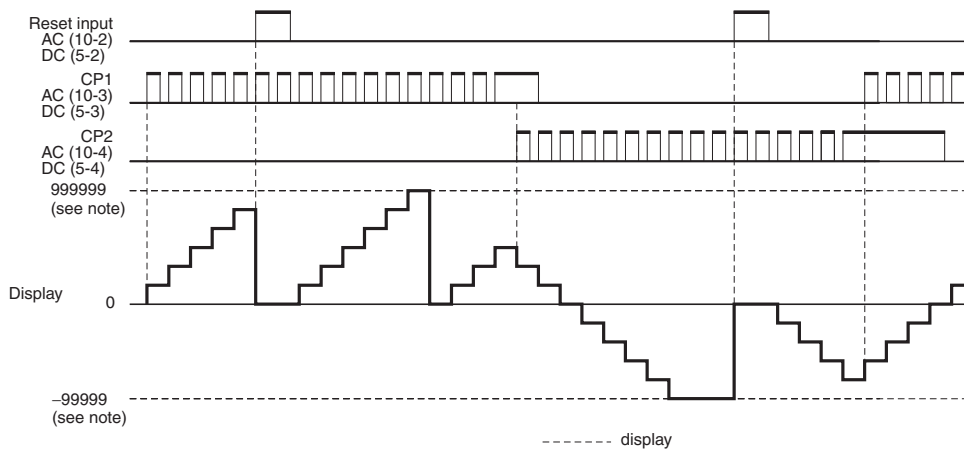 Reset input
AC (10-2)
DC (5-2)
CP1
AC (10-3)
DC (5-3)
CP2
AC (10-4)
DC (5-4)
999999
(see note)
Display 0
–99999
(see note)
display